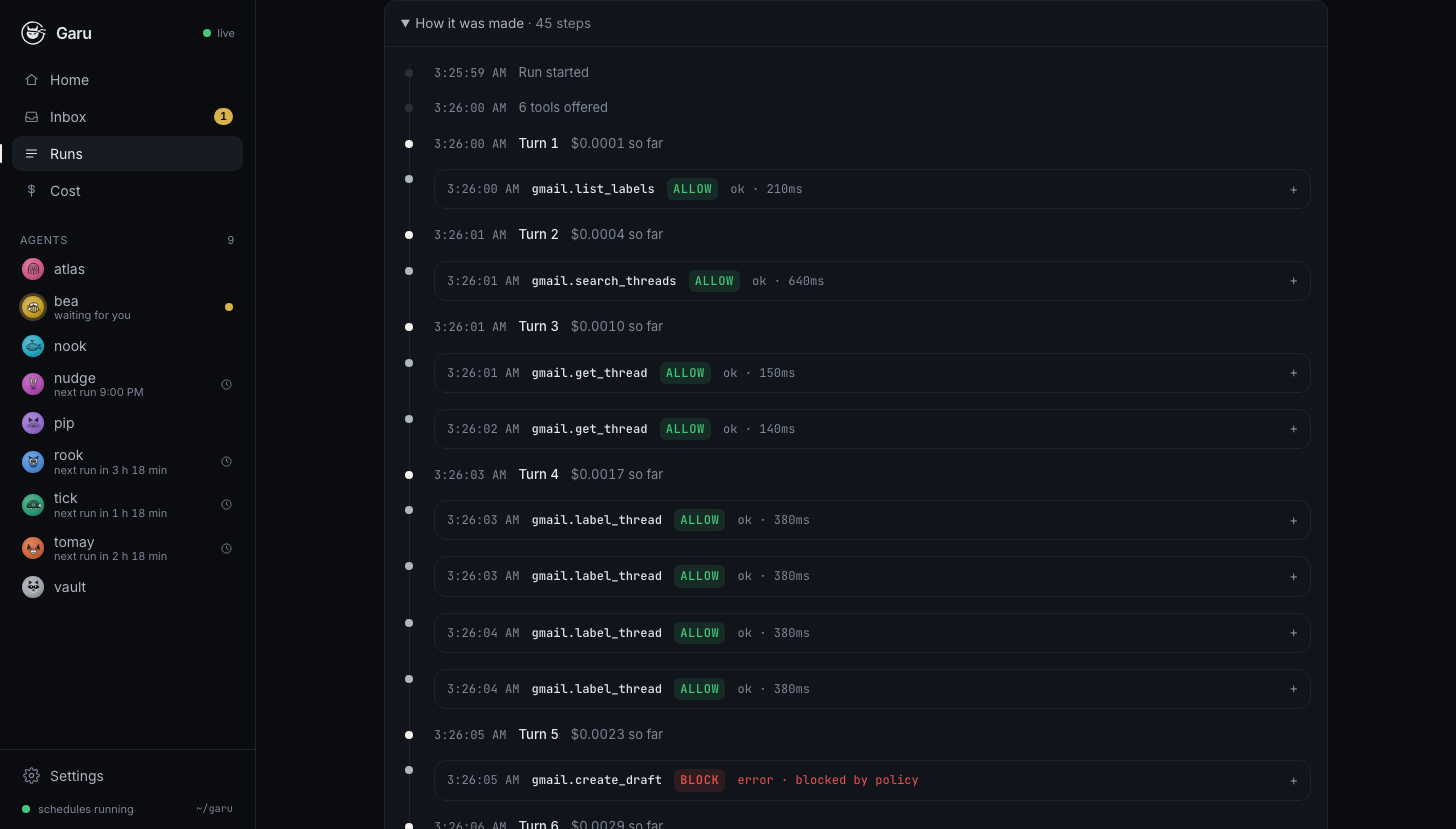 Garu
live
Home
Inbox 1
Runs
$ Cost
AGENTS 9
atlas
bea
waiting for you
nook
nudge
next run 9:00 PM
pip
rook
next run in 3 h 18 min
tick
next run in 1 h 18 min
tomay
next run in 2 h 18 min
vault
Settings
schedules running ~/garu
▼ How it was made · 45 steps
3:25:59 AM Run started
3:26:00 AM 6 tools offered
3:26:00 AM Turn 1 $0.0001 so far
3:26:00 AM gmail.list_labels ALLOW ok · 210ms +
3:26:01 AM Turn 2 $0.0004 so far
3:26:01 AM gmail.search_threads ALLOW ok · 640ms +
3:26:01 AM Turn 3 $0.0010 so far
3:26:01 AM gmail.get_thread ALLOW ok · 150ms +
3:26:02 AM gmail.get_thread ALLOW ok · 140ms +
3:26:03 AM Turn 4 $0.0017 so far
3:26:03 AM gmail.label_thread ALLOW ok · 380ms +
3:26:03 AM gmail.label_thread ALLOW ok · 380ms +
3:26:04 AM gmail.label_thread ALLOW ok · 380ms +
3:26:04 AM gmail.label_thread ALLOW ok · 380ms +
3:26:05 AM Turn 5 $0.0023 so far
3:26:05 AM gmail.create_draft BLOCK error · blocked by policy +
3:26:06 AM Turn 6 $0.0029 so far